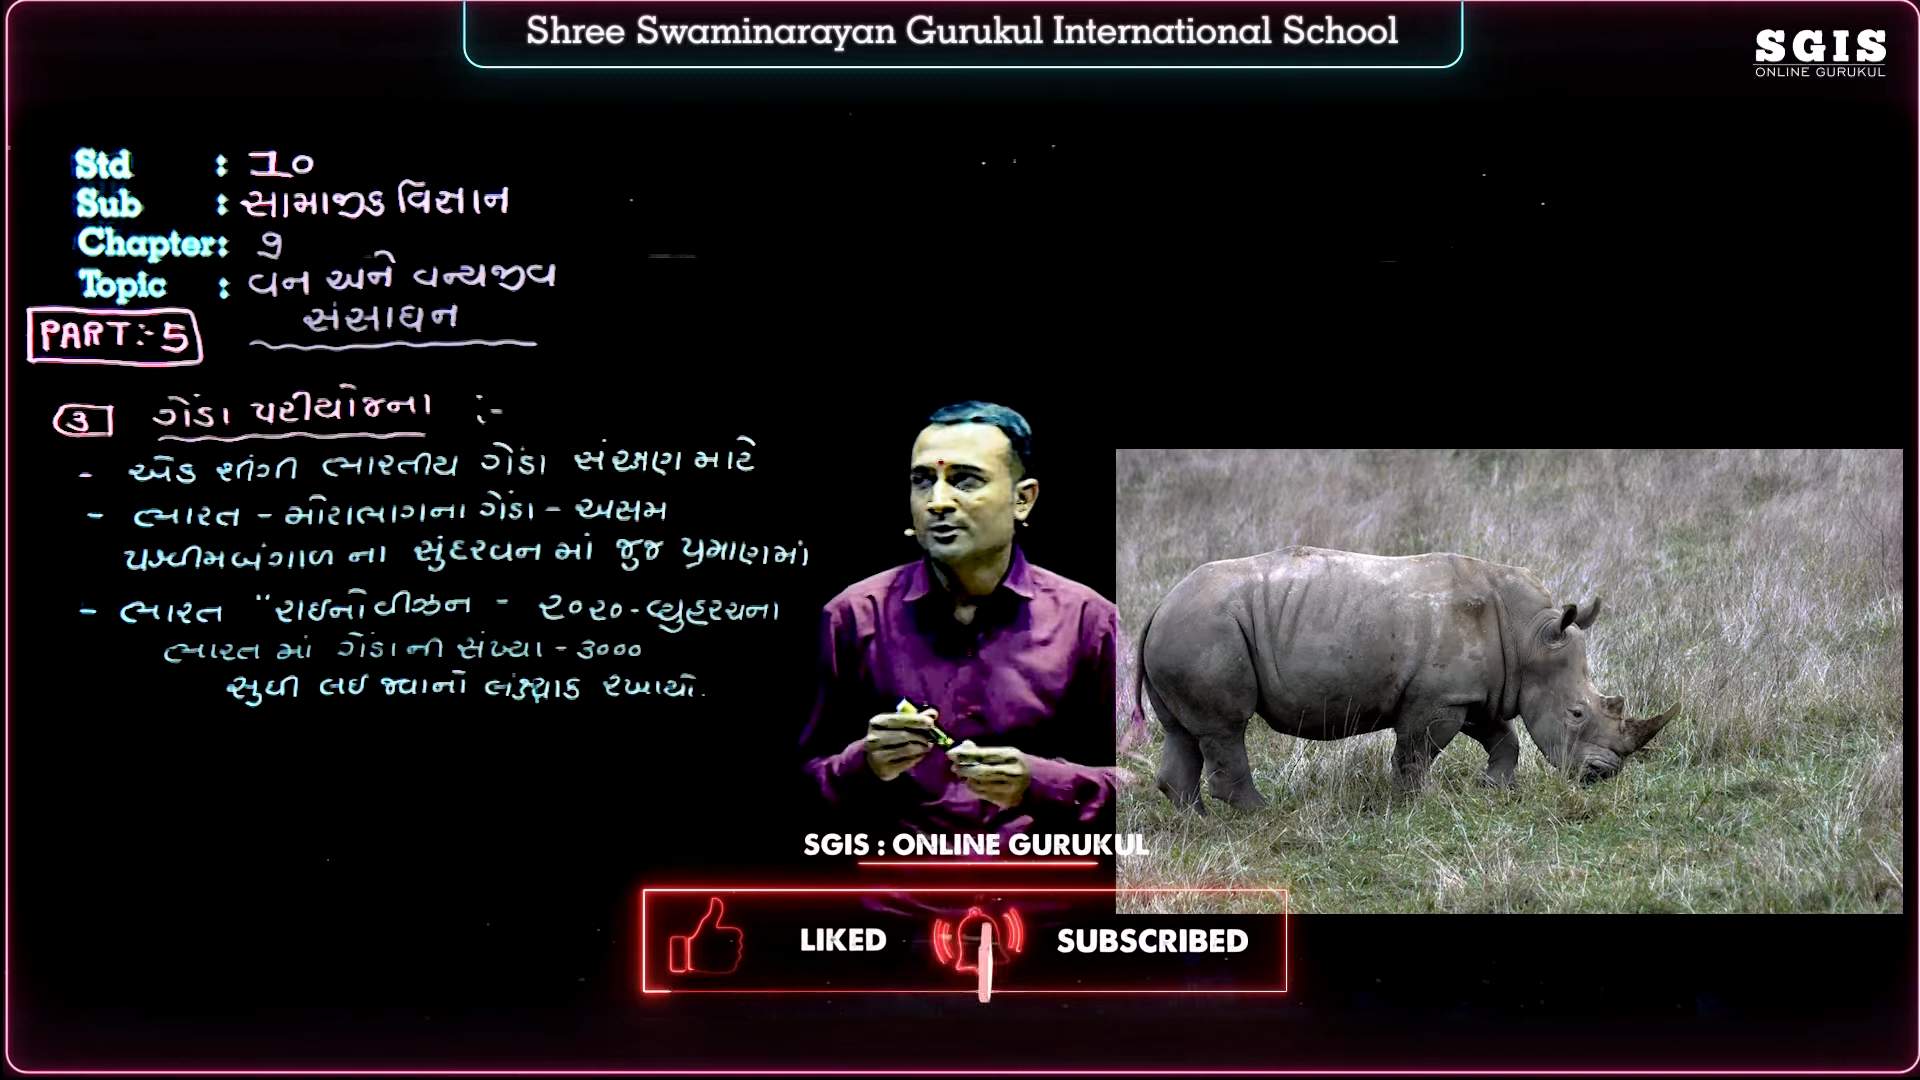 Shree Swaminarayan Gurukul International School
SGIS
ONLINE GURUKUL
Std : 10
Sub : સામાજીક વિજ્ઞાન
Chapter: 9
Topic : વન અને વન્યજીવ
સંસાધન
PART:-5
૩ ગેંડા પરીયોજના :-
- એક શીંગી ભારતીય ગેંડા સંરક્ષણ માટે
- ભારત - મોટાભાગના ગેંડા - અસમ
પશ્ચીમબંગાળ ના સુંદરવન માં જુજ પ્રમાણમાં
- ભારત "રાઇનોવીઝન - ૨૦૨૦-વ્યુહરચના
ભારત માં ગેંડાની સંખ્યા - ૩૦૦૦
સુધી લઇ જવાનો લક્ષ્યાંક રખાયો.
SGIS : ONLINE GURUKUL
LIKED
SUBSCRIBED